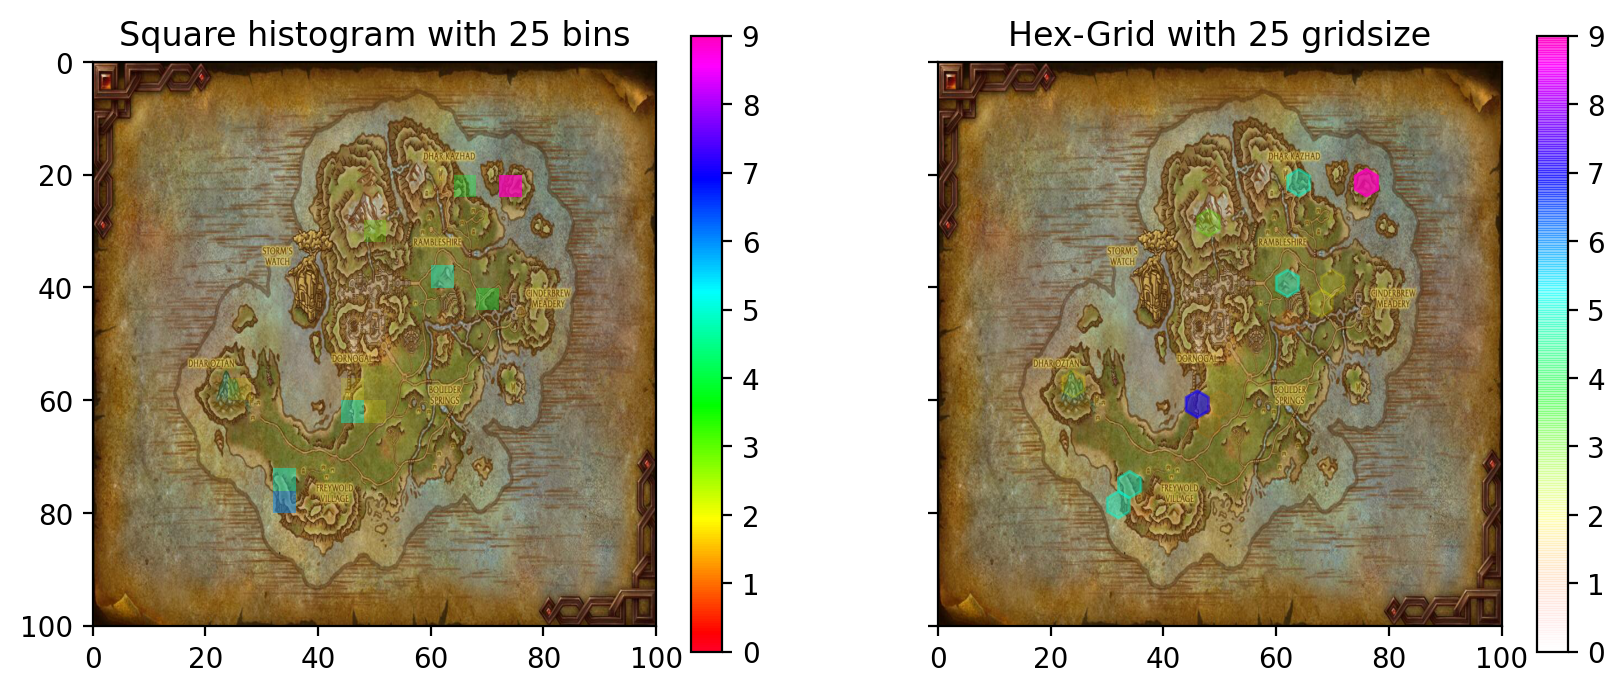 Square histogram with 25 bins
0
20
40
60
80
100
0
20
40
60
80
100
DHAR KAZHAD
STORM'S
WATCH
RAMBLESHIRE
CINDERBREW
MEADERY
DHAR OZTAN
DORNOGAL
BOULDER
SPRINGS
FREYWOLD
VILLAGE
9
8
7
6
5
4
3
2
1
0
Hex-Grid with 25 gridsize
DHAR KAZHAD
STORM'S
WATCH
RAMBLESHIRE
CINDERBREW
MEADERY
DHAR OZTAN
DORNOGAL
BOULDER
SPRINGS
FREYWOLD
VILLAGE
0
20
40
60
80
100
9
8
7
6
5
4
3
2
1
0